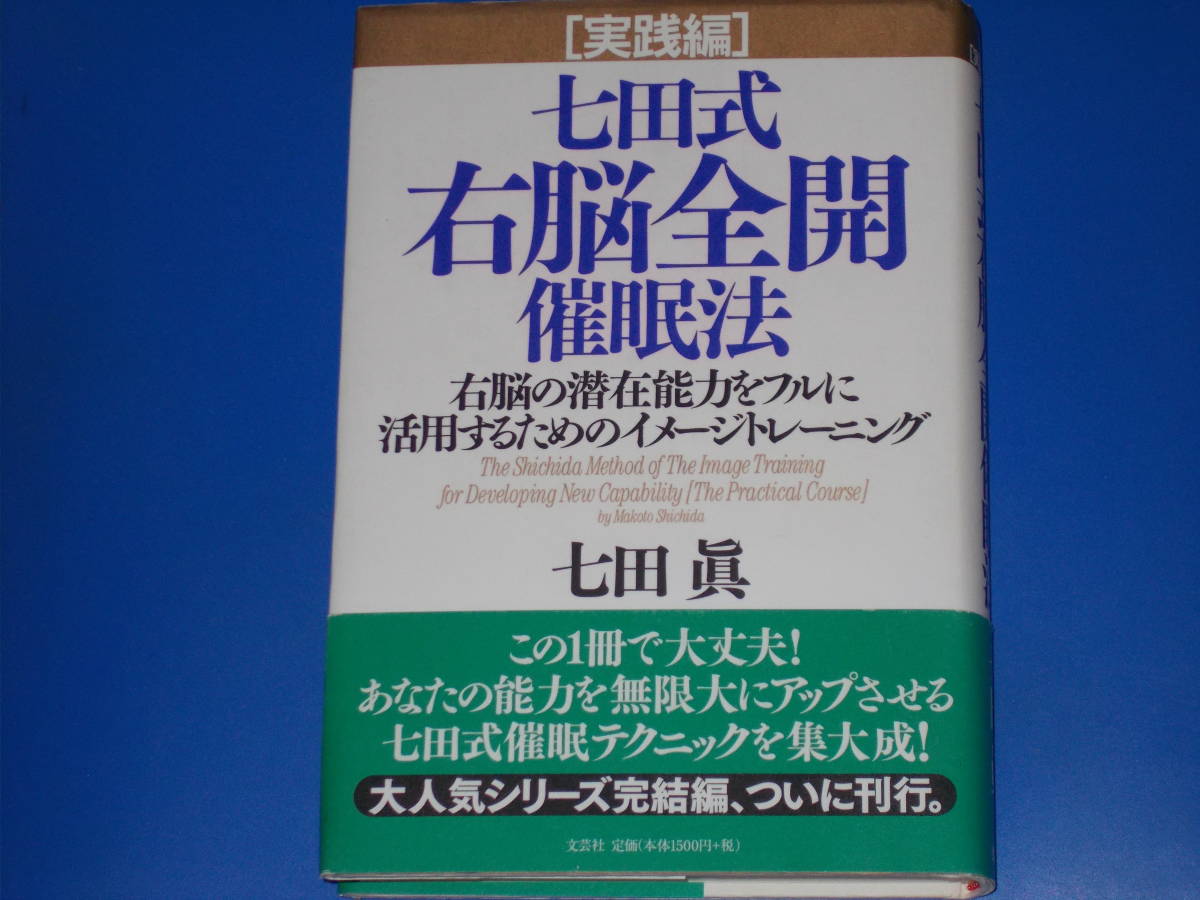 ［実践編］
七田式
右脳全開
催眠法
右脳の潜在能力をフルに
活用するためのイメージトレーニング
The Shichida Method of The Image Training
for Developing New Capability [The Practical Course]
by Makoto Shichida
七田 眞
この1冊で大丈夫！
あなたの能力を無限大にアップさせる
七田式催眠テクニックを集大成！
大人気シリーズ完結編、ついに刊行。
文芸社 定価（本体1500円+税）